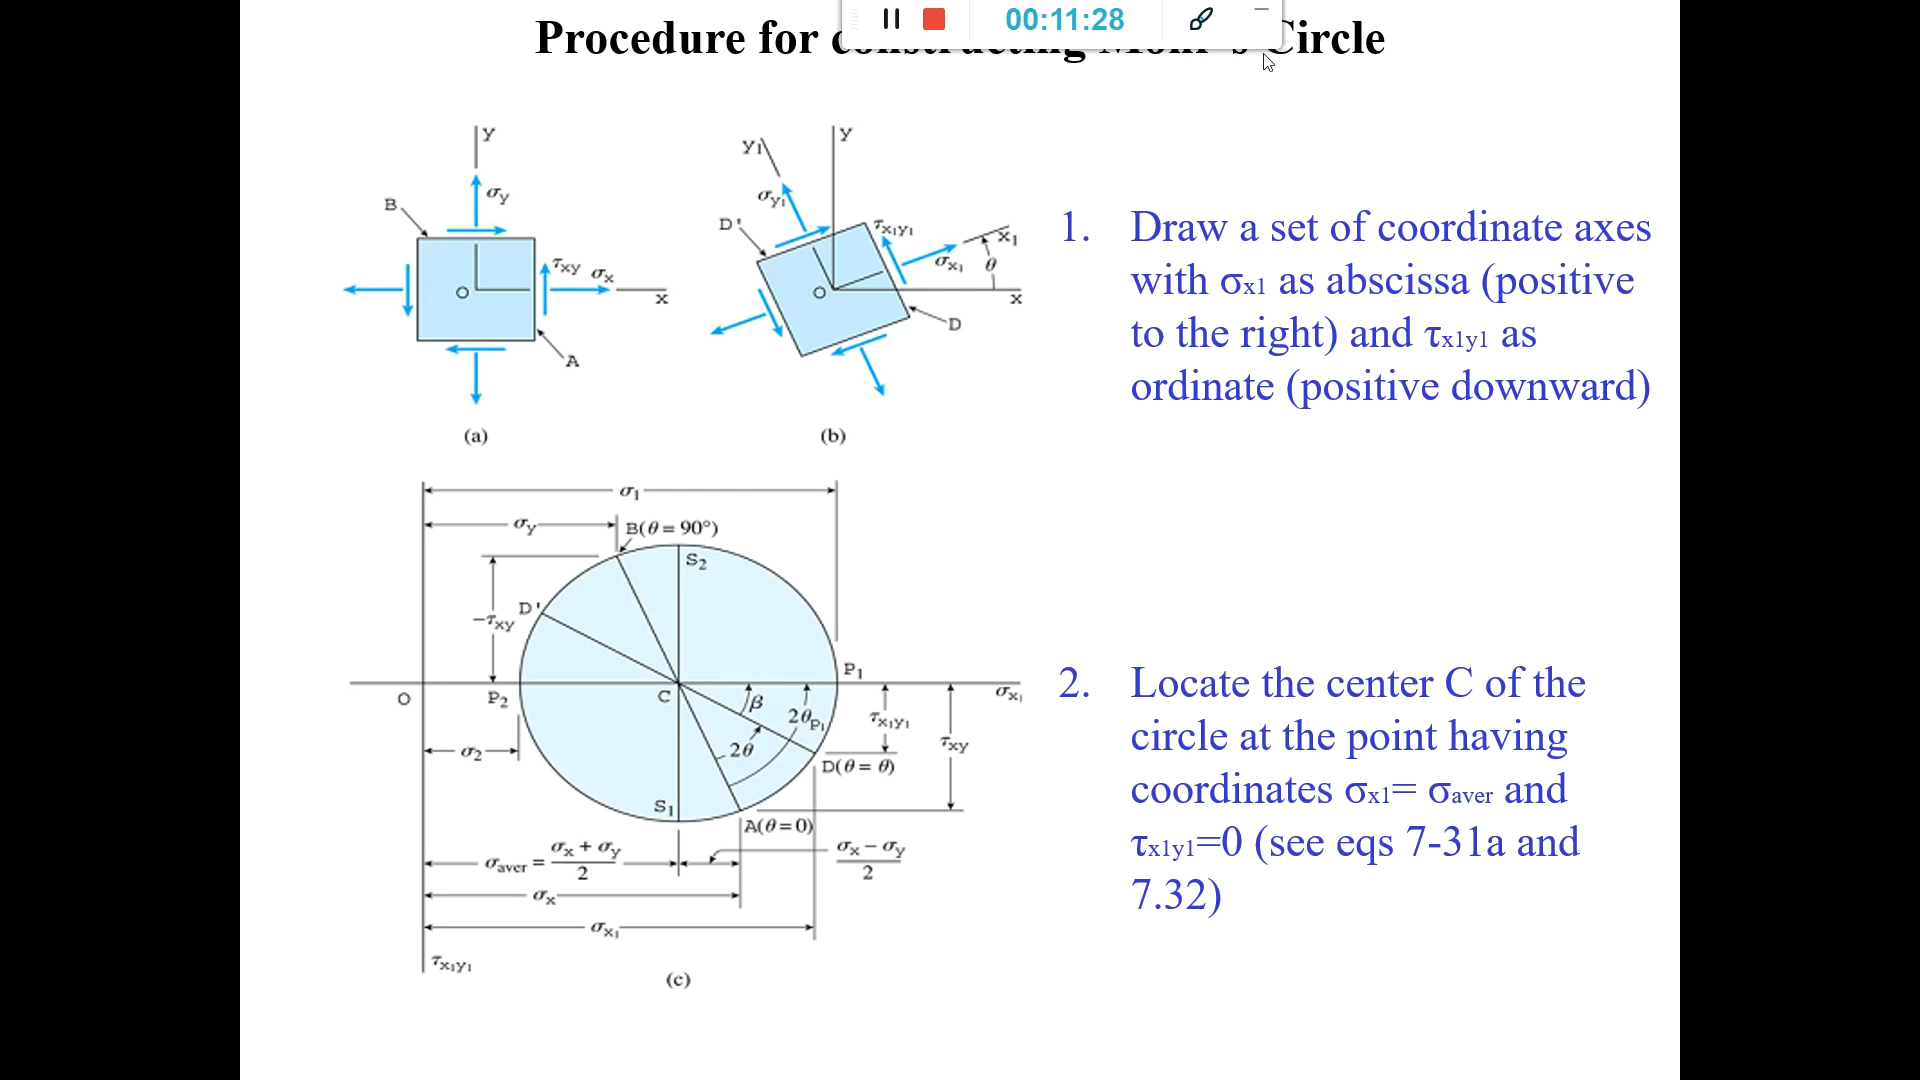 00:11:28
Procedure for constructing Mohr's Circle
y
σy
B
τxy
σx
O
x
A
(a)
y
y1
σy1
D'
τx1y1
x1
σx1
θ
O
x
D
(b)
1. Draw a set of coordinate axes
with σx1 as abscissa (positive
to the right) and τx1y1 as
ordinate (positive downward)
σ1
σy
B(θ = 90°)
S2
D'
−τxy
P1
O
P2
C
β
2θP1
τx1y1
σx1
σ2
2θ
τxy
D(θ = θ)
S1
A(θ=0)
σaver = σx + σy / 2
σx − σy / 2
σx
σx1
τx1y1
(c)
2. Locate the center C of the
circle at the point having
coordinates σx1= σaver and
τx1y1=0 (see eqs 7-31a and
7.32)